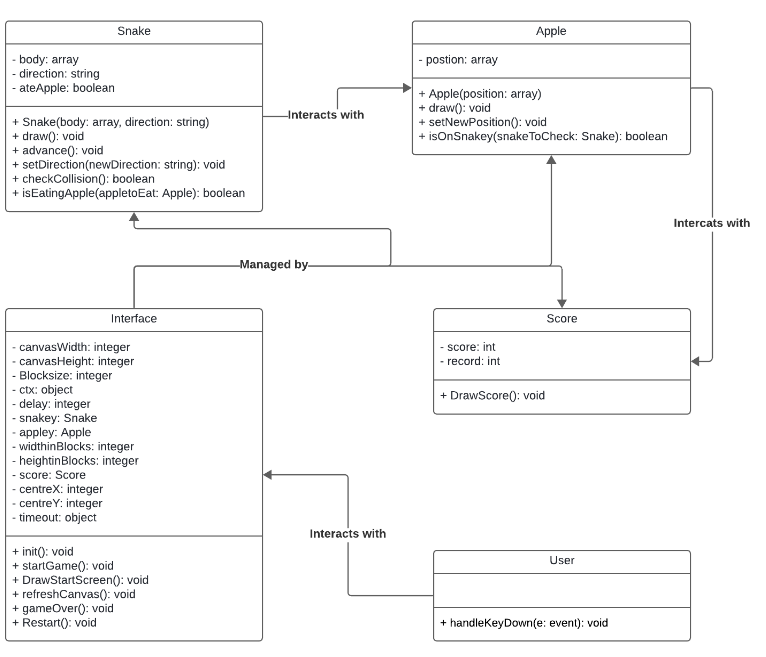 Snake
- body: array
- direction: string
- ateApple: boolean
+ Snake(body: array, direction: string)
+ draw(): void
+ advance(): void
+ setDirection(newDirection: string): void
+ checkCollision(): boolean
+ isEatingApple(appletoEat: Apple): boolean
Interacts with
Apple
- postion: array
+ Apple(position: array)
+ draw(): void
+ setNewPosition(): void
+ isOnSnakey(snakeToCheck: Snake): boolean
Intercats with
Managed by
Interface
- canvasWidth: integer
- canvasHeight: integer
- Blocksize: integer
- ctx: object
- delay: integer
- snakey: Snake
- appley: Apple
- widthinBlocks: integer
- heightinBlocks: integer
- score: Score
- centreX: integer
- centreY: integer
- timeout: object
+ init(): void
+ startGame(): void
+ DrawStartScreen(): void
+ refreshCanvas(): void
+ gameOver(): void
+ Restart(): void
Score
- score: int
- record: int
+ DrawScore(): void
Interacts with
User
+ handleKeyDown(e: event): void